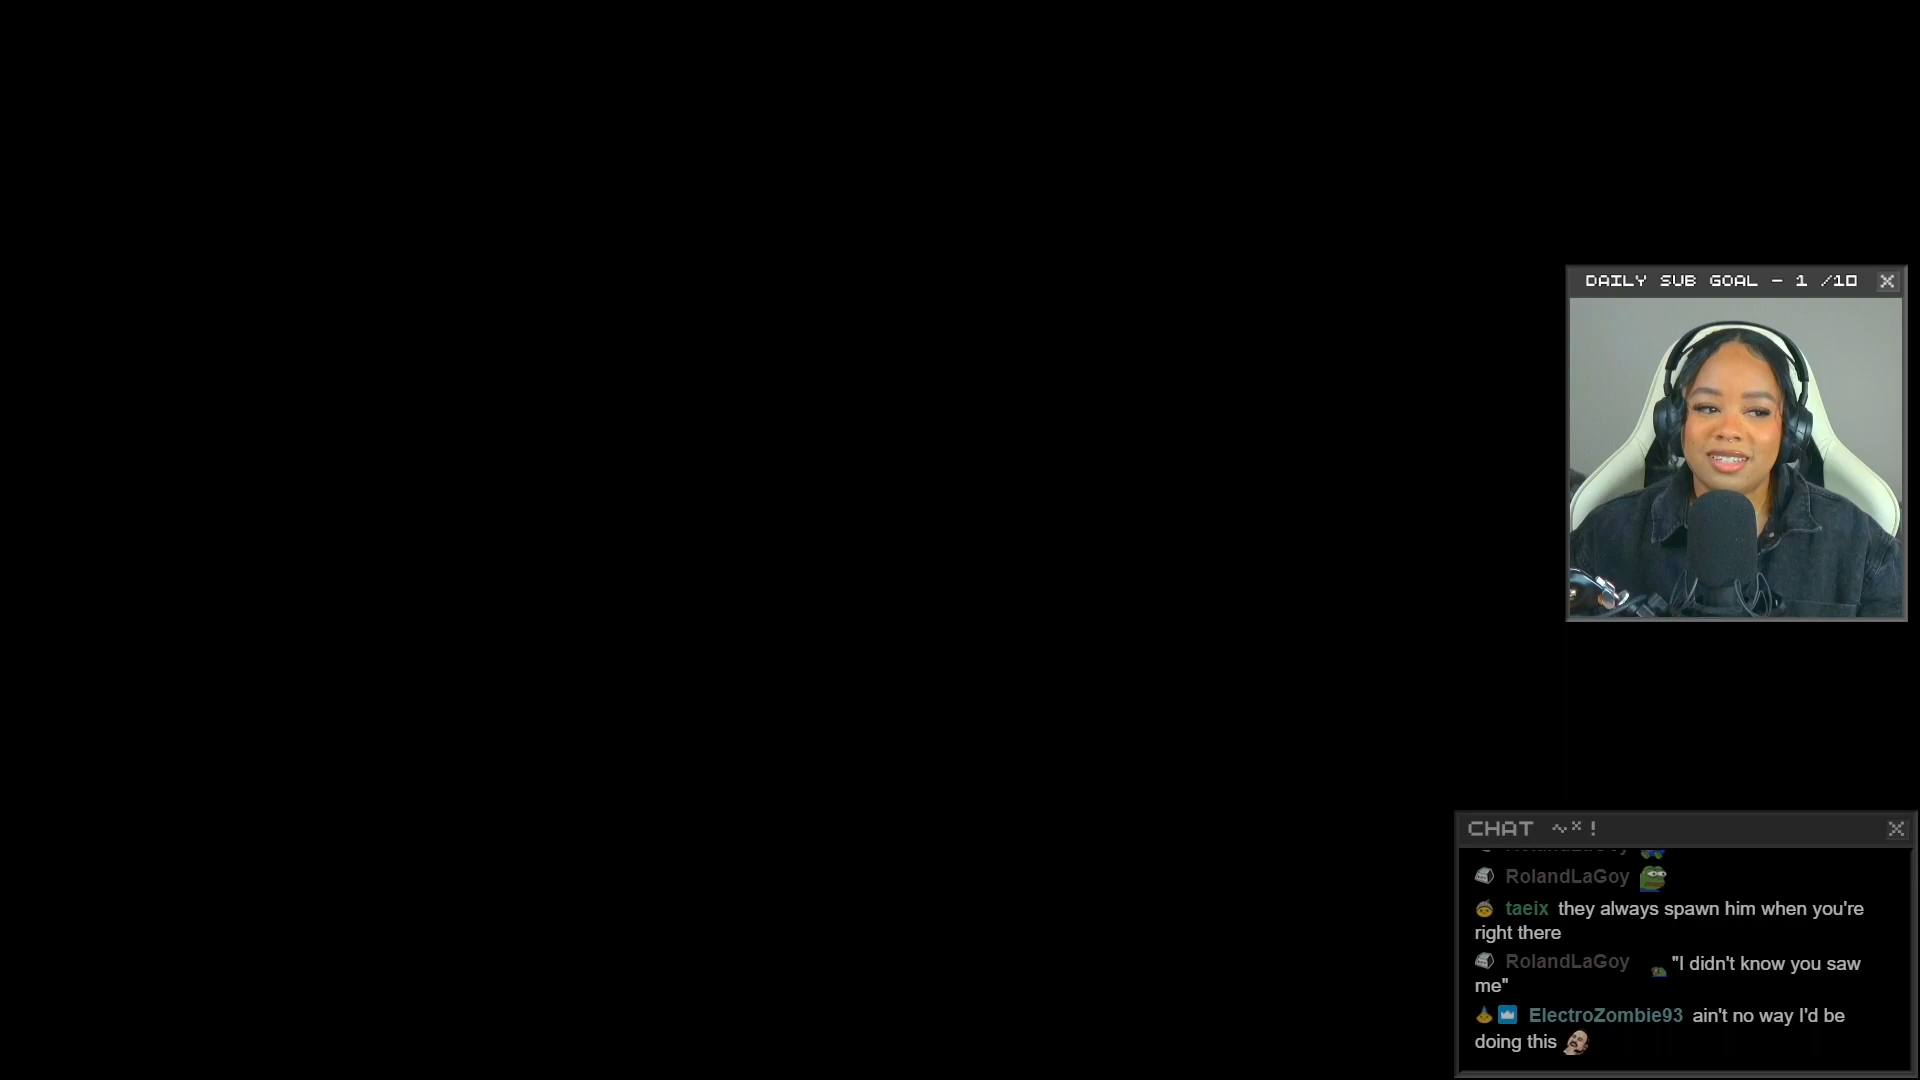 DAILY SUB GOAL - 1 /10
CHAT ~*!
RolandLaGoy
taeix they always spawn him when you're
right there
RolandLaGoy "I didn't know you saw
me"
ElectroZombie93 ain't no way I'd be
doing this